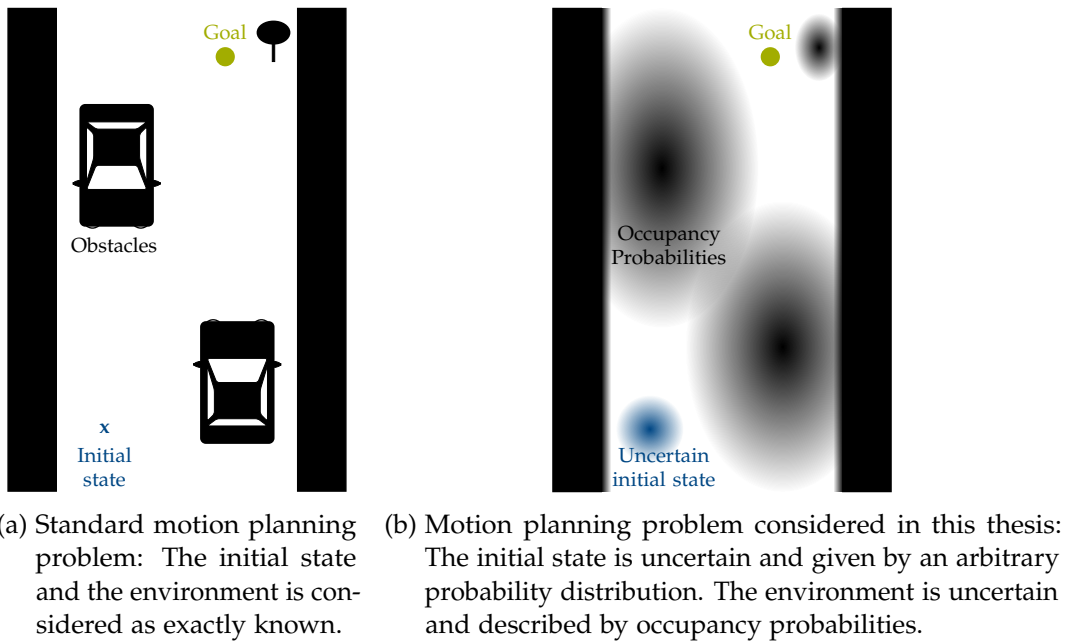 Goal
Obstacles
x
Initial
state
(a) Standard motion planning
problem: The initial state
and the environment is con-
sidered as exactly known.
Goal
Occupancy
Probabilities
Uncertain
initial state
(b) Motion planning problem considered in this thesis:
The initial state is uncertain and given by an arbitrary
probability distribution. The environment is uncertain
and described by occupancy probabilities.